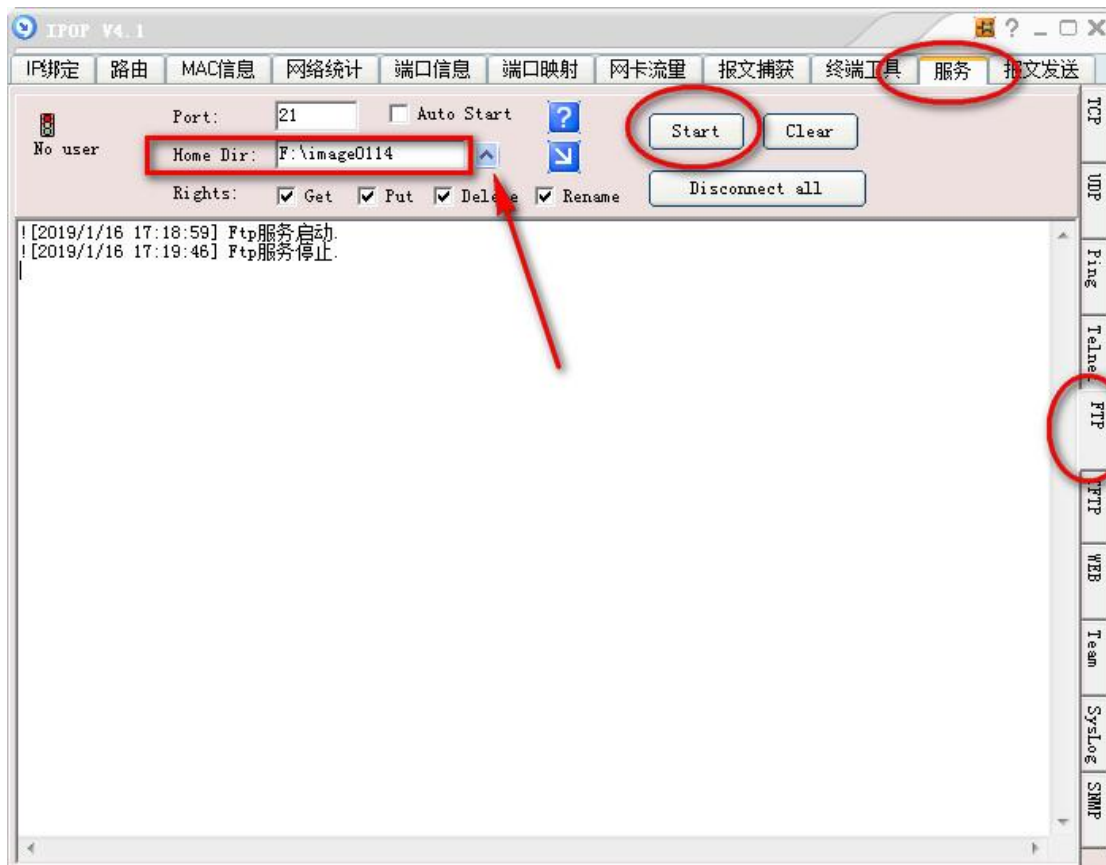 IPOP V4.1
IP绑定 路由 MAC信息 网络统计 端口信息 端口映射 网卡流量 报文捕获 终端工具 服务 报文发送
Port: 21 Auto Start ?
No user
Home Dir: F:\image0114
Start Clear
Rights: Get Put Delete Rename
Disconnect all
![2019/1/16 17:18:59] Ftp服务启动.
![2019/1/16 17:19:46] Ftp服务停止.
TCP
UDP
Ping
Telnet
FTP
TFTP
WEB
Team
SysLog
SNMP